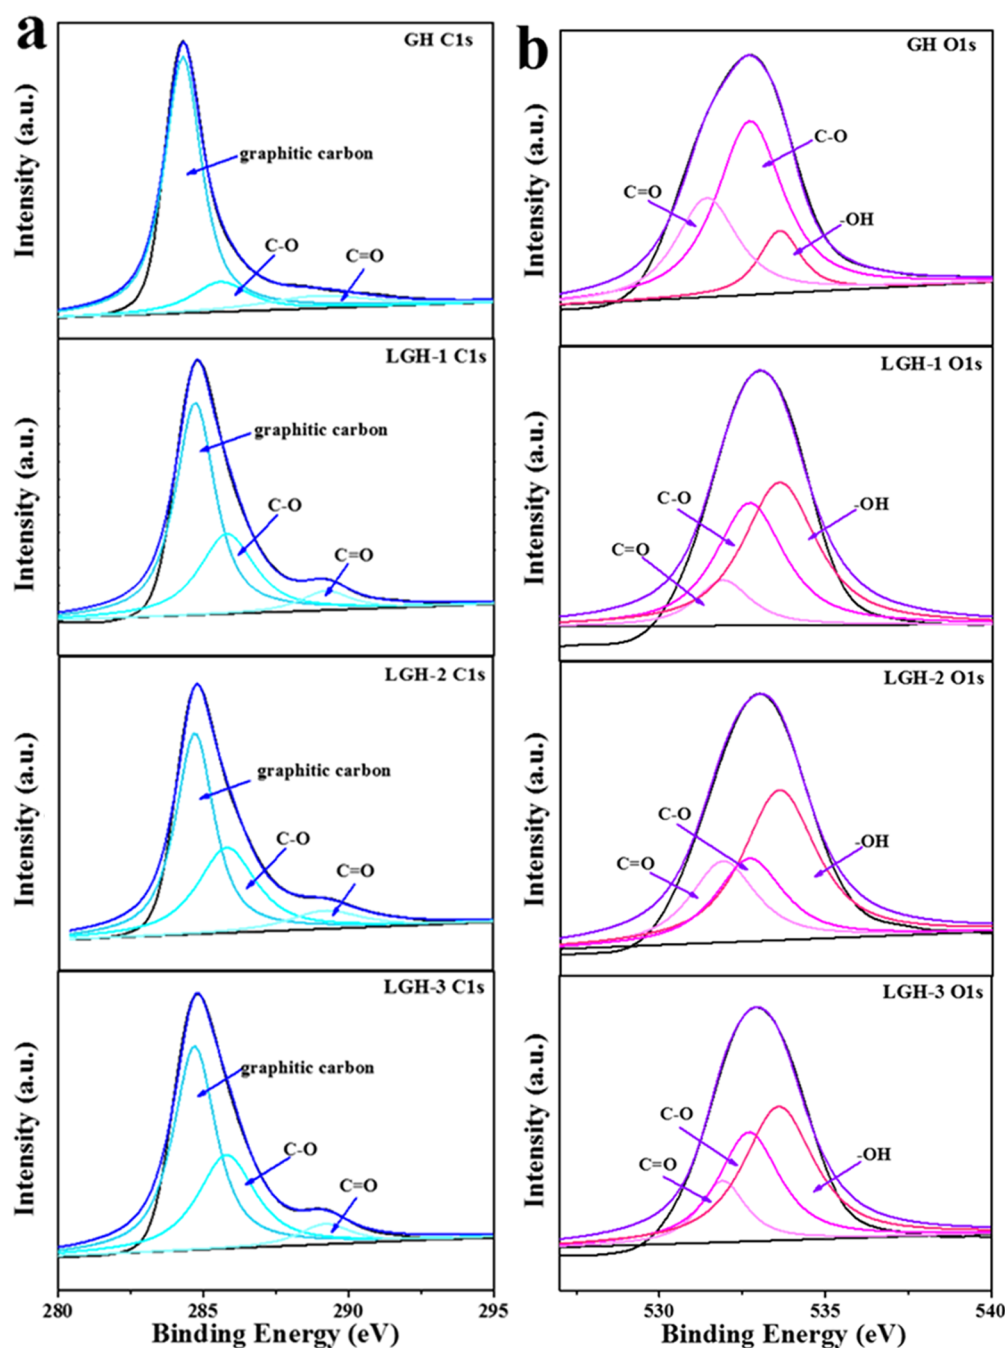 a
GH C1s
Intensity (a.u.)
graphitic carbon
C-O
C=O
LGH-1 C1s
Intensity (a.u.)
graphitic carbon
C-O
C=O
LGH-2 C1s
Intensity (a.u.)
graphitic carbon
C-O
C=O
LGH-3 C1s
Intensity (a.u.)
graphitic carbon
C-O
C=O
280 285 290 295
Binding Energy (eV)
b
GH O1s
Intensity (a.u.)
C-O
C=O
-OH
LGH-1 O1s
Intensity (a.u.)
C-O
-OH
C=O
LGH-2 O1s
Intensity (a.u.)
C-O
-OH
C=O
LGH-3 O1s
Intensity (a.u.)
C-O
-OH
C=O
530 535 540
Binding Energy (eV)